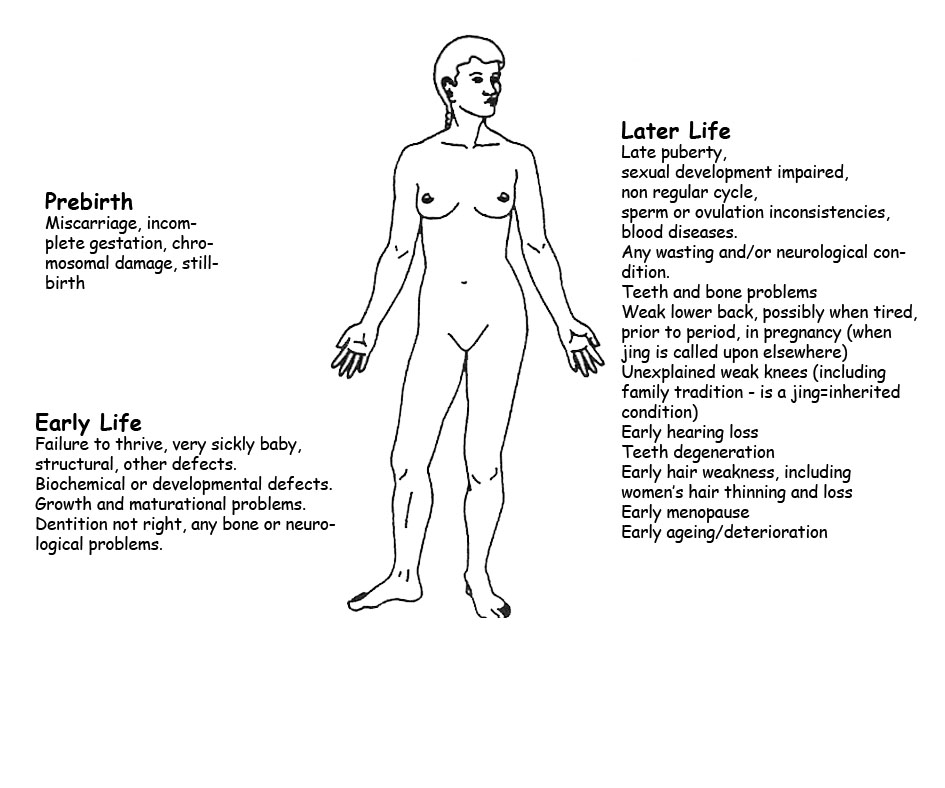 Prebirth
Miscarriage, incom-
plete gestation, chro-
mosomal damage, still-
birth
Early Life
Failure to thrive, very sickly baby,
structural, other defects.
Biochemical or developmental defects.
Growth and maturational problems.
Dentition not right, any bone or neuro-
logical problems.
Later Life
Late puberty,
sexual development impaired,
non regular cycle,
sperm or ovulation inconsistencies,
blood diseases.
Any wasting and/or neurological con-
dition.
Teeth and bone problems
Weak lower back, possibly when tired,
prior to period, in pregnancy (when
jing is called upon elsewhere)
Unexplained weak knees (including
family tradition - is a jing=inherited
condition)
Early hearing loss
Teeth degeneration
Early hair weakness, including
women's hair thinning and loss
Early menopause
Early ageing/deterioration